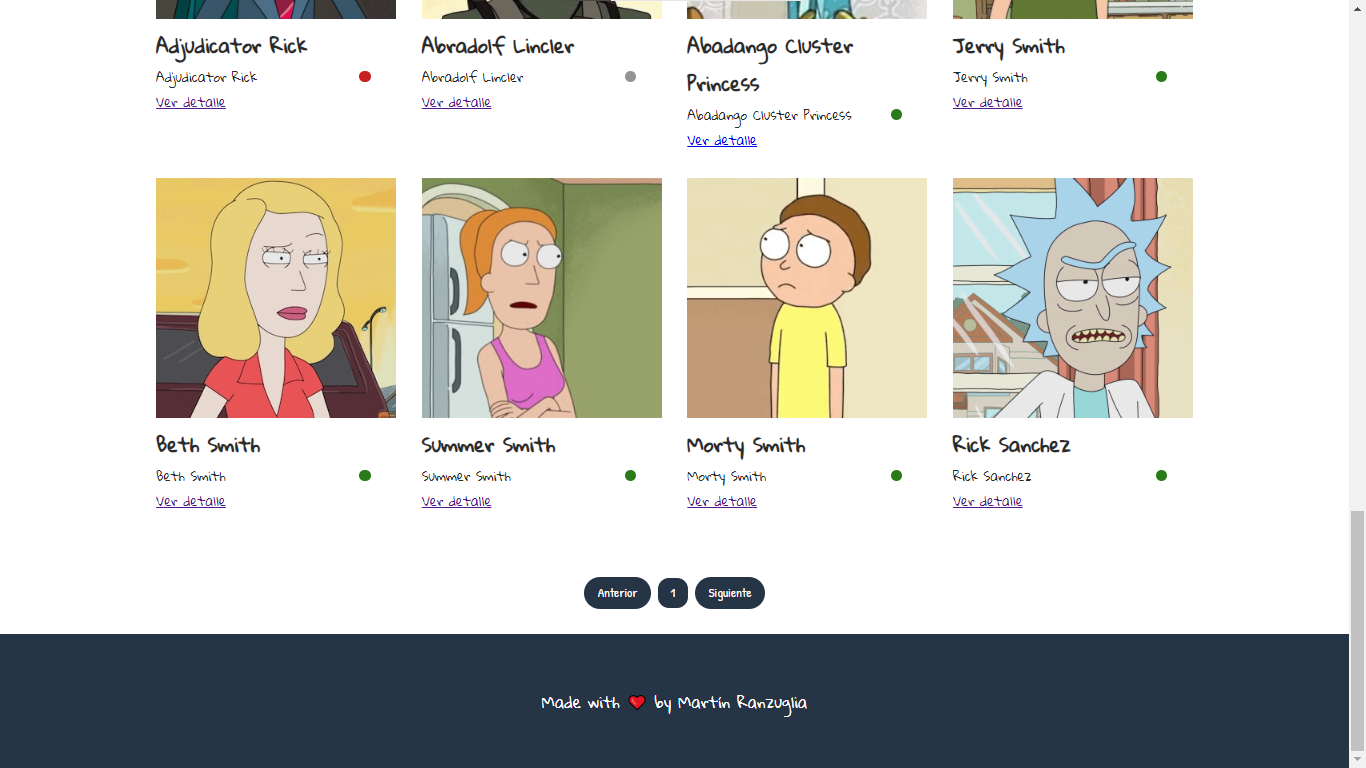 Adjudicator Rick
Adjudicator Rick
Ver detalle
Abradolf Lincler
Abradolf Lincler
Ver detalle
Abadango Cluster
Princess
Abadango Cluster Princess
Ver detalle
Jerry Smith
Jerry Smith
Ver detalle
Beth Smith
Beth Smith
Ver detalle
Summer Smith
Summer Smith
Ver detalle
Morty Smith
Morty Smith
Ver detalle
Rick Sanchez
Rick Sanchez
Ver detalle
Anterior 1 Siguiente
Made with ❤️ by Martín Ranzuglia